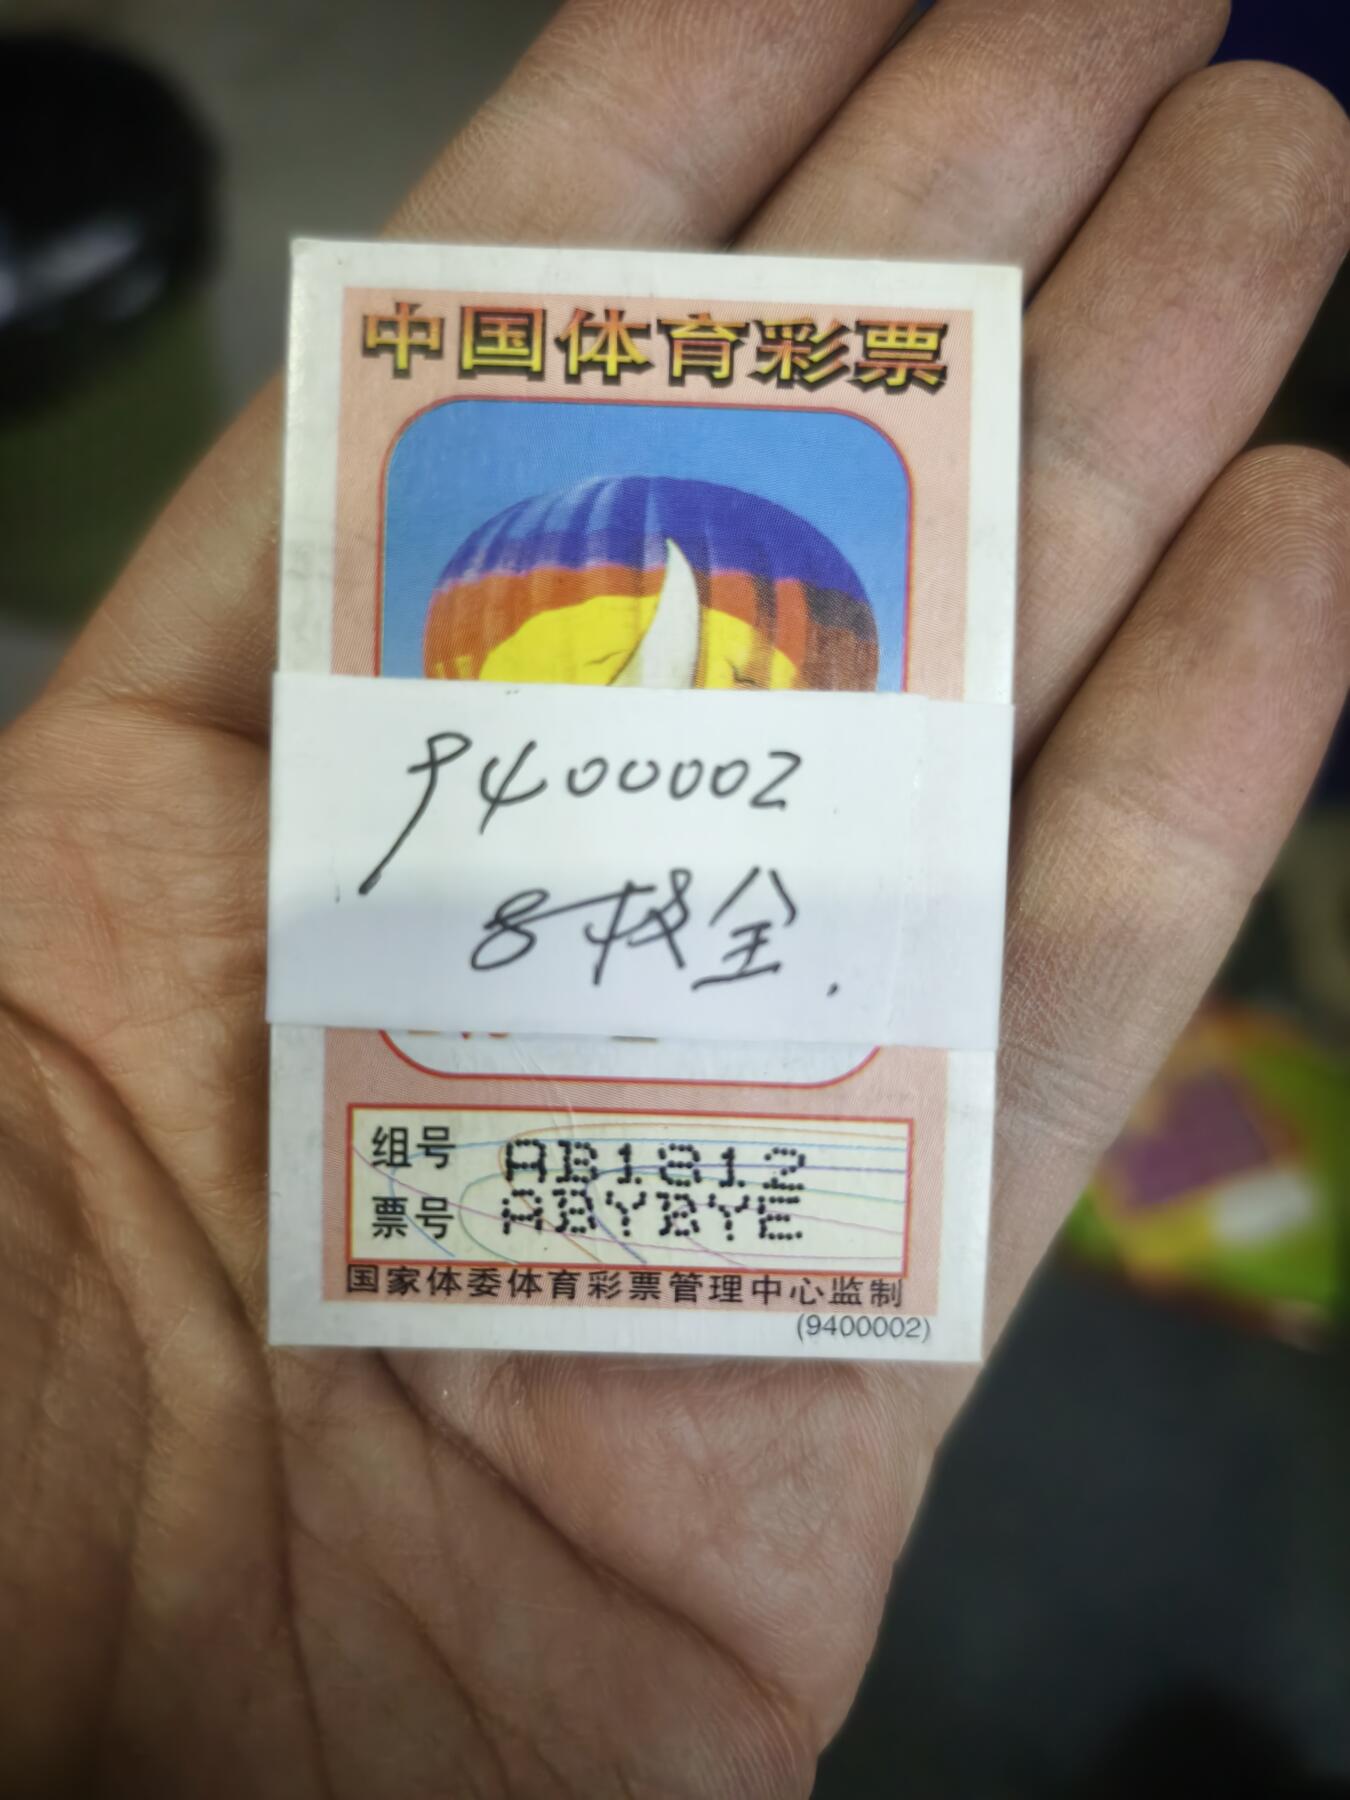 中国体育彩票
9400002
8枚全.
组号 AB1812
票号 ABYBYE
国家体委体育彩票管理中心监制
(9400002)